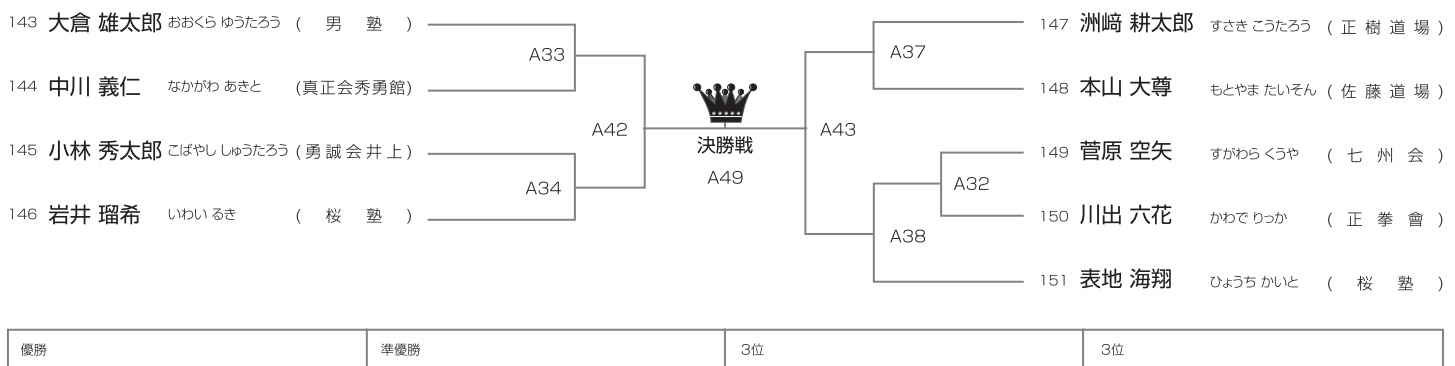 143 大倉 雄太郎 おおくら ゆうたろう ( 男 塾 )
A33
144 中川 義仁 なかがわ あきと (真正会秀勇館)
A42
145 小林 秀太郎 こばやし しゅうたろう (勇誠会井上)
A34
146 岩井 瑠希 いわい るき ( 桜 塾 )
決勝戦
A49
147 洲﨑 耕太郎 すさき こうたろう ( 正 樹 道 場 )
A37
148 本山 大尊 もとやま たいそん ( 佐 藤 道 場 )
A43
149 菅原 空矢 すがわら くうや ( 七 州 会 )
A32
150 川出 六花 かわで りっか ( 正 拳 會 )
A38
151 表地 海翔 ひょうち かいと ( 桜 塾 )
優勝
準優勝
3位
3位